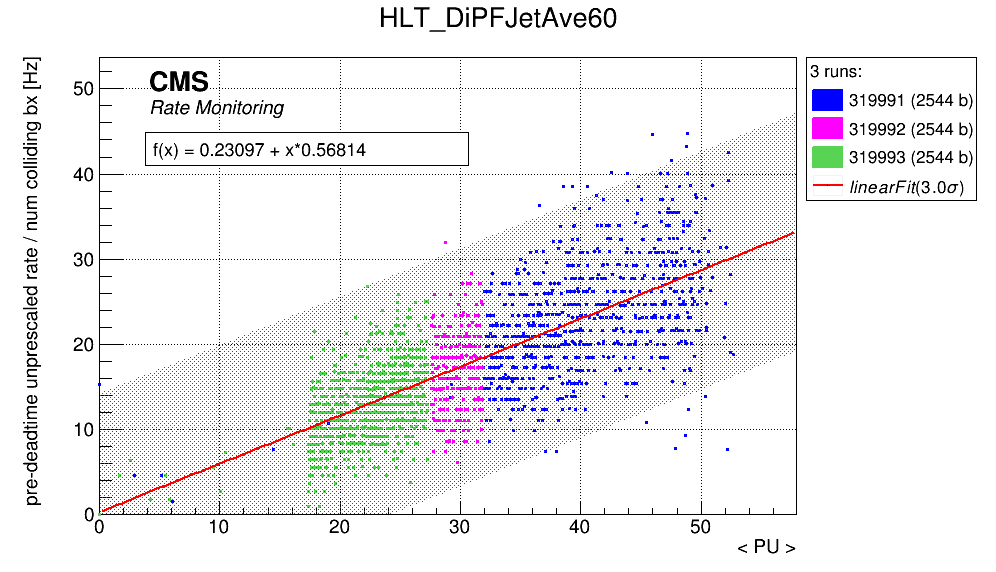 HLT_DiPFJetAve60
pre-deadtime unprescaled rate / num colliding bx [Hz]
CMS
Rate Monitoring
f(x) = 0.23097 + x*0.56814
50
40
30
20
10
0
0 10 20 30 40 50
< PU >
3 runs:
319991 (2544 b)
319992 (2544 b)
319993 (2544 b)
linearFit(3.0σ)